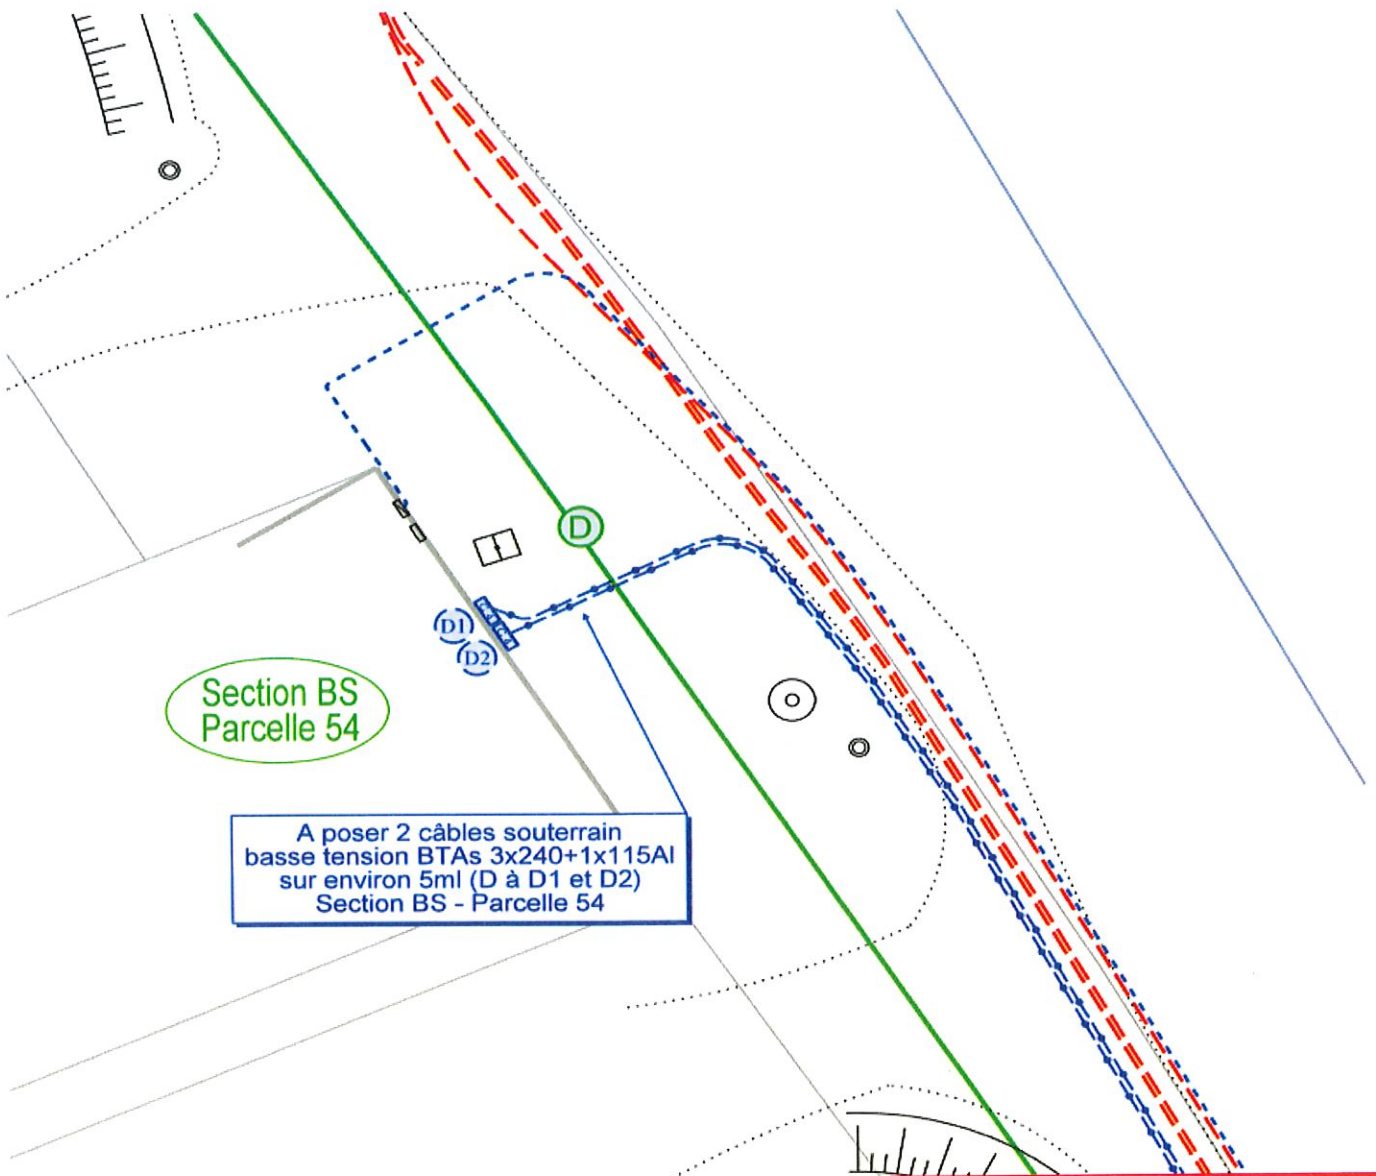 D
D1
D2
Section BS
Parcelle 54
A poser 2 câbles souterrain
basse tension BTAs 3x240+1x115Al
sur environ 5ml (D à D1 et D2)
Section BS - Parcelle 54